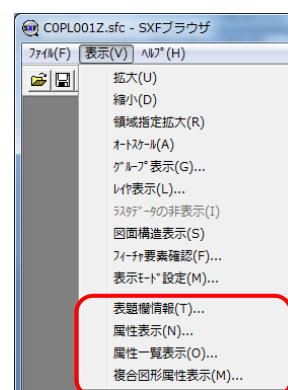 C0PL001Z.sfc - SXFブラウザ
ﾌｧｲﾙ(F) 表示(V) ﾍﾙﾌﾟ(H)
拡大(U)
縮小(D)
領域指定拡大(R)
ｵｰﾄｽｹｰﾙ(A)
ｸﾞﾙｰﾌﾟ表示(G)...
ﾚｲﾔ表示(L)...
ﾗｽﾀﾃﾞｰﾀの非表示(I)
図面構造表示(S)
ﾌｨｰﾁｬ要素確認(F)...
表示ﾓｰﾄﾞ設定(M)...
表題欄情報(T)...
属性表示(N)...
属性一覧表示(O)...
複合図形属性表示(M)...